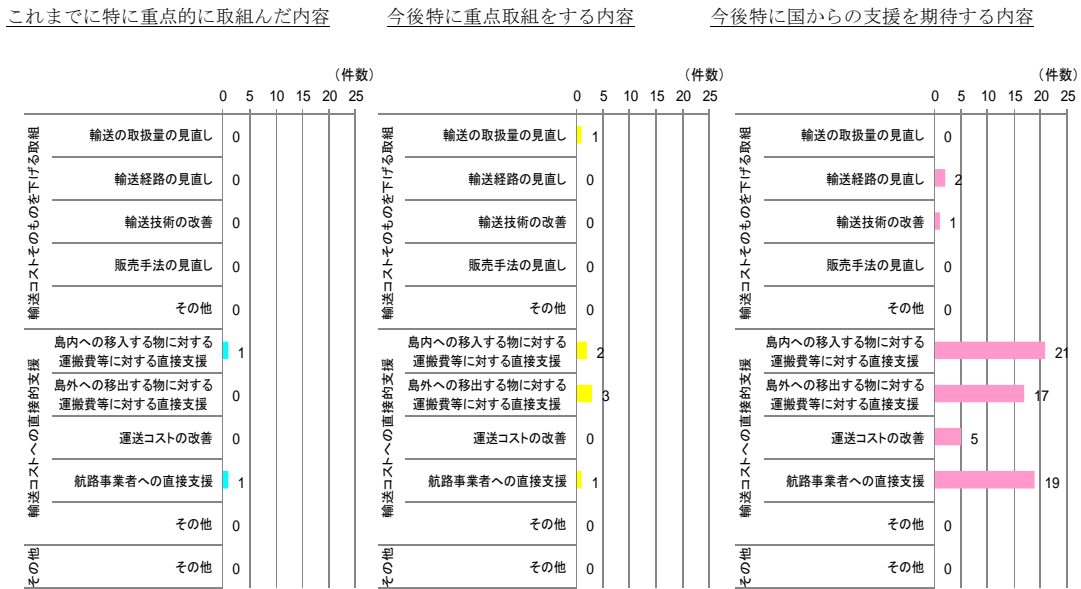 これまでに特に重点的に取組んだ内容
（件数）
0 5 10 15 20 25
輸送コストそのものを下げる取組
輸送の取扱量の見直し 0
輸送経路の見直し 0
輸送技術の改善 0
販売手法の見直し 0
その他 0
輸送コストへの直接的支援
島内への移入する物に対する
運搬費等に対する直接支援 1
島外への移出する物に対する
運搬費等に対する直接支援 0
運送コストの改善 0
航路事業者への直接支援 1
その他 0
その他
その他 0
今後特に重点取組をする内容
（件数）
0 5 10 15 20 25
輸送コストそのものを下げる取組
輸送の取扱量の見直し 1
輸送経路の見直し 0
輸送技術の改善 0
販売手法の見直し 0
その他 0
輸送コストへの直接的支援
島内への移入する物に対する
運搬費等に対する直接支援 2
島外への移出する物に対する
運搬費等に対する直接支援 3
運送コストの改善 0
航路事業者への直接支援 1
その他 0
その他
その他 0
今後特に国からの支援を期待する内容
（件数）
0 5 10 15 20 25
輸送コストそのものを下げる取組
輸送の取扱量の見直し 0
輸送経路の見直し 2
輸送技術の改善 1
販売手法の見直し 0
その他 0
輸送コストへの直接的支援
島内への移入する物に対する
運搬費等に対する直接支援 21
島外への移出する物に対する
運搬費等に対する直接支援 17
運送コストの改善 5
航路事業者への直接支援 19
その他 0
その他
その他 0